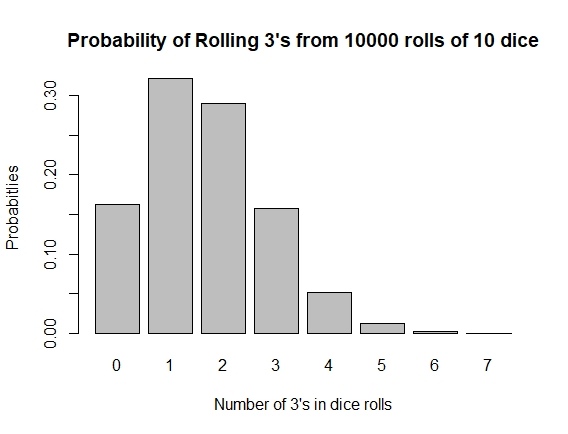 Probability of Rolling 3's from 10000 rolls of 10 dice
0.30
0.20
0.10
0.00
Probabitlies
0 1 2 3 4 5 6 7
Number of 3's in dice rolls